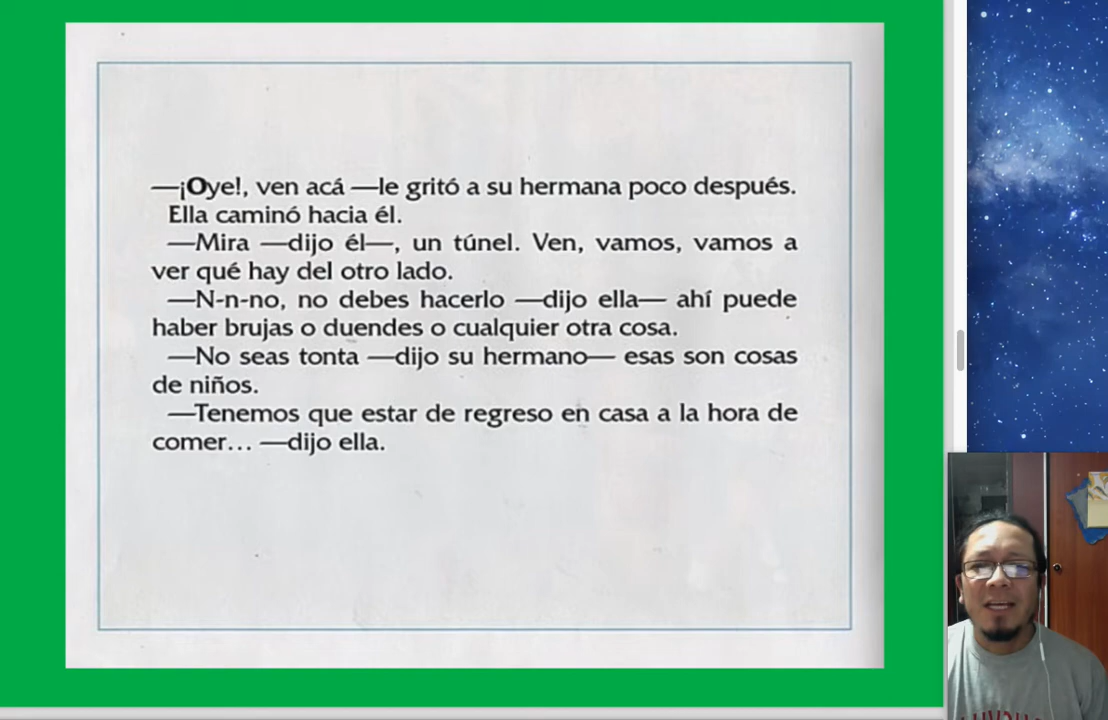 —¡Oye!, ven acá —le gritó a su hermana poco después.
Ella caminó hacia él.
—Mira —dijo él—, un túnel. Ven, vamos, vamos a
ver qué hay del otro lado.
—N-n-no, no debes hacerlo —dijo ella— ahí puede
haber brujas o duendes o cualquier otra cosa.
—No seas tonta —dijo su hermano— esas son cosas
de niños.
—Tenemos que estar de regreso en casa a la hora de
comer... —dijo ella.